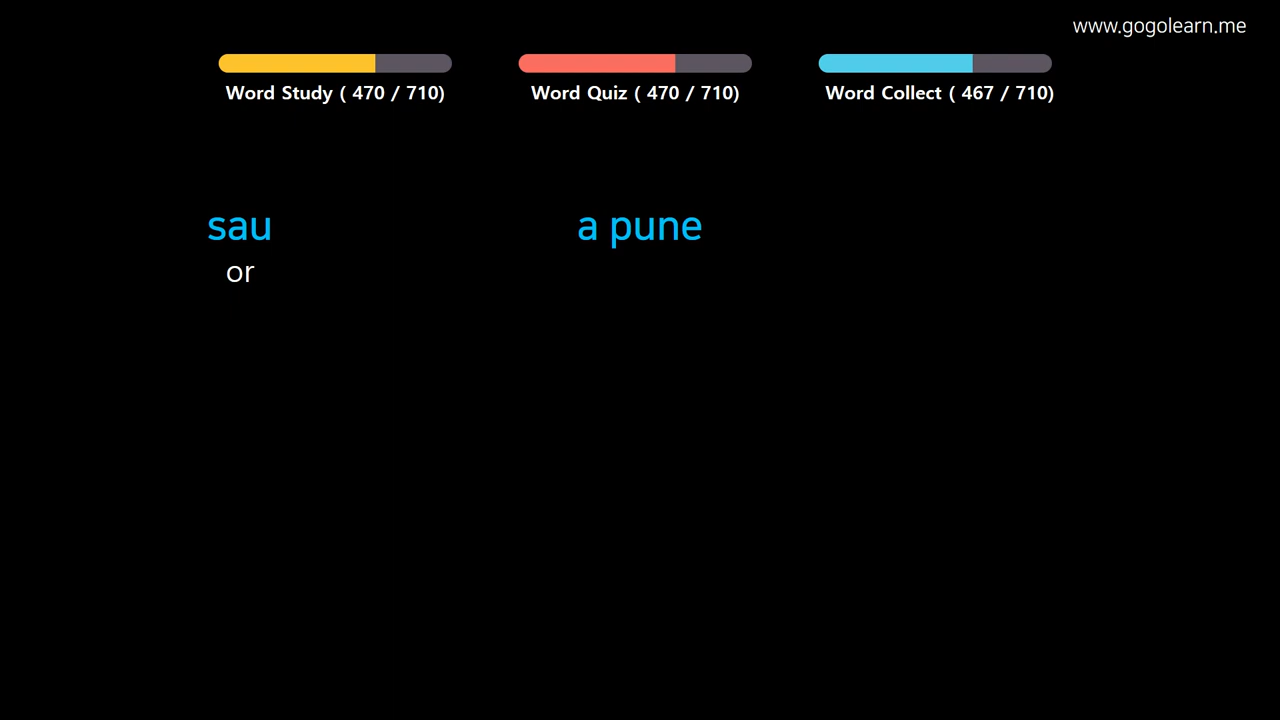 www.gogolearn.me
Word Study ( 470 / 710)
Word Quiz ( 470 / 710)
Word Collect ( 467 / 710)
sau
a pune
or